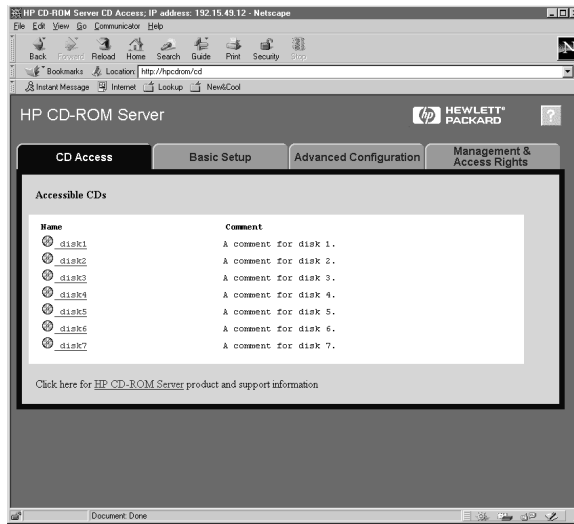 HP CD-ROM Server CD Access; IP address: 192.15.49.12 - Netscape
File Edit View Go Communicator Help
Back Forward Reload Home Search Guide Print Security Stop
N
Bookmarks Location: http://hpcdrom/cd
Instant Message Internet Lookup New&Cool
HP CD-ROM Server
hp HEWLETT® PACKARD
?
CD Access Basic Setup Advanced Configuration Management & Access Rights
Accessible CDs
Name Comment
disk1 A comment for disk 1.
disk2 A comment for disk 2.
disk3 A comment for disk 3.
disk4 A comment for disk 4.
disk5 A comment for disk 5.
disk6 A comment for disk 6.
disk7 A comment for disk 7.
Click here for HP CD-ROM Server product and support information
Document: Done